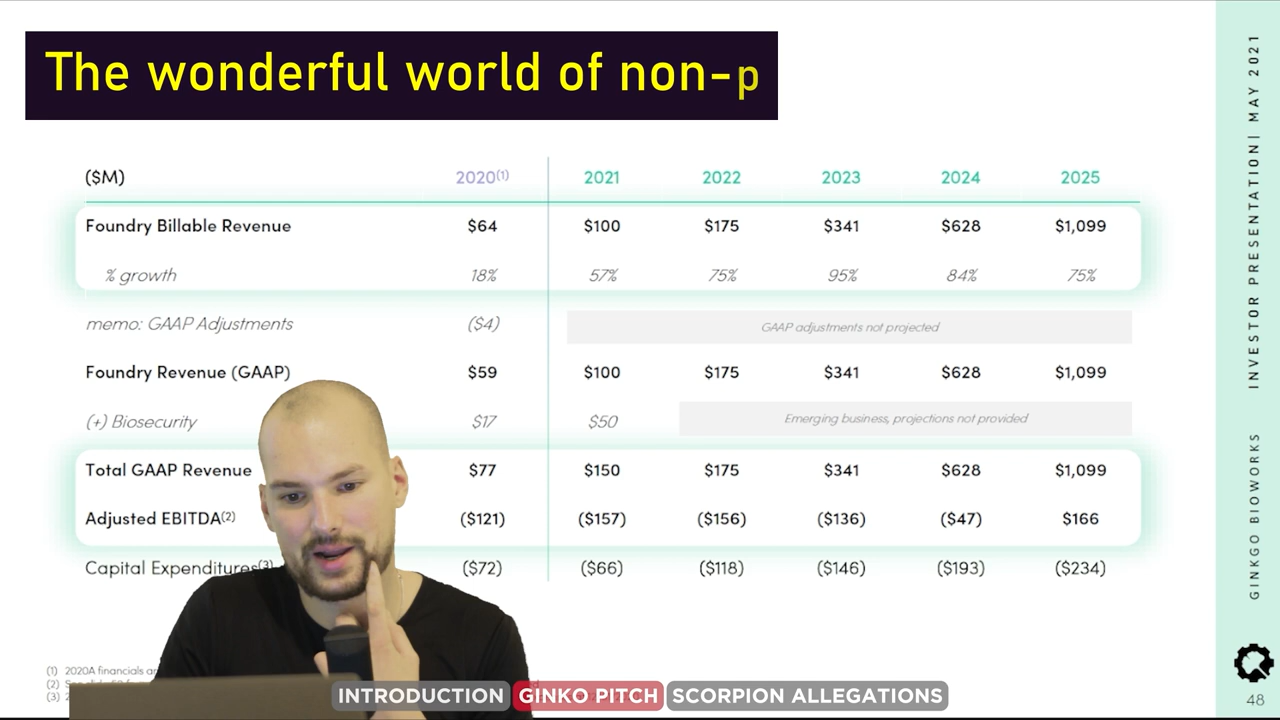 The wonderful world of non-p
($M) 2020(1) 2021 2022 2023 2024 2025
Foundry Billable Revenue $64 $100 $175 $341 $628 $1,099
% growth 18% 57% 75% 95% 84% 75%
memo: GAAP Adjustments ($4) GAAP adjustments not projected
Foundry Revenue (GAAP) $59 $100 $175 $341 $628 $1,099
(+) Biosecurity $17 $50 Emerging business, projections not provided
Total GAAP Revenue $77 $150 $175 $341 $628 $1,099
Adjusted EBITDA(2) ($121) ($157) ($156) ($136) ($47) $166
Capital Expenditures(3) ($72) ($66) ($118) ($146) ($193) ($234)
(1) 2020A financials
(2)
(3)
INTRODUCTION GINKO PITCH SCORPION ALLEGATIONS
GINKGO BIOWORKS INVESTOR PRESENTATION | MAY 2021
48